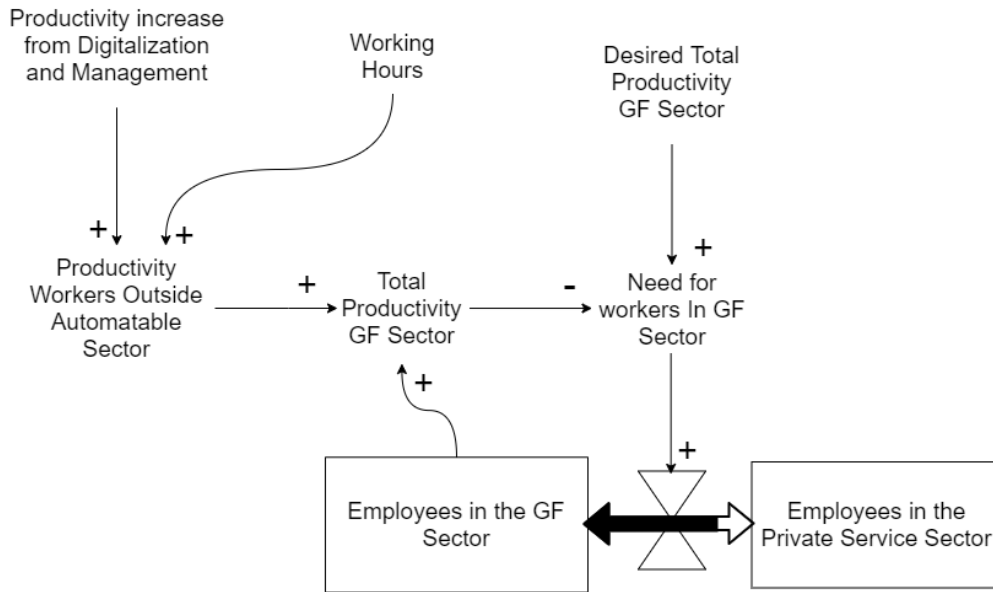 Productivity increase
from Digitalization
and Management
Working
Hours
Desired Total
Productivity
GF Sector
+
+
+
Productivity
Workers Outside
Automatable
Sector
+
Total
Productivity
GF Sector
-
Need for
workers In GF
Sector
+
+
Employees in the GF
Sector
Employees in the
Private Service Sector